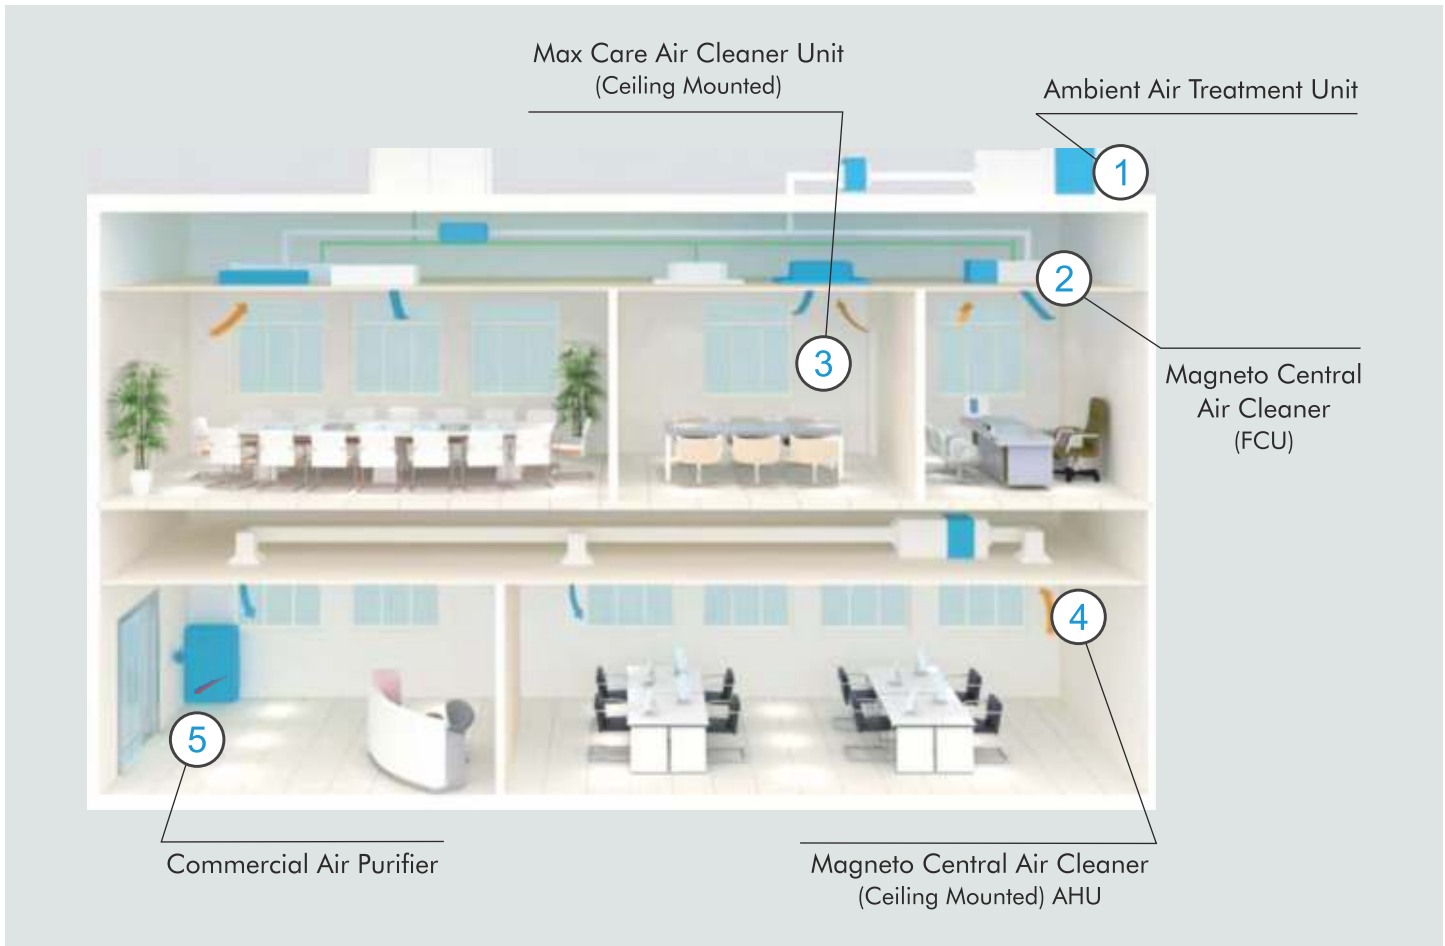 Max Care Air Cleaner Unit
(Ceiling Mounted)
Ambient Air Treatment Unit
1
2
3
Magneto Central
Air Cleaner
(FCU)
4
5
Commercial Air Purifier
Magneto Central Air Cleaner
(Ceiling Mounted) AHU